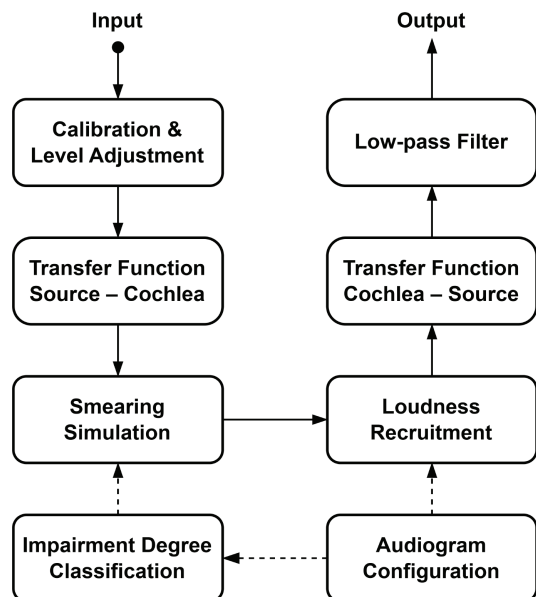 Input
Output
Calibration &
Level Adjustment
Low-pass Filter
Transfer Function
Source – Cochlea
Transfer Function
Cochlea – Source
Smearing
Simulation
Loudness
Recruitment
Impairment Degree
Classification
Audiogram
Configuration